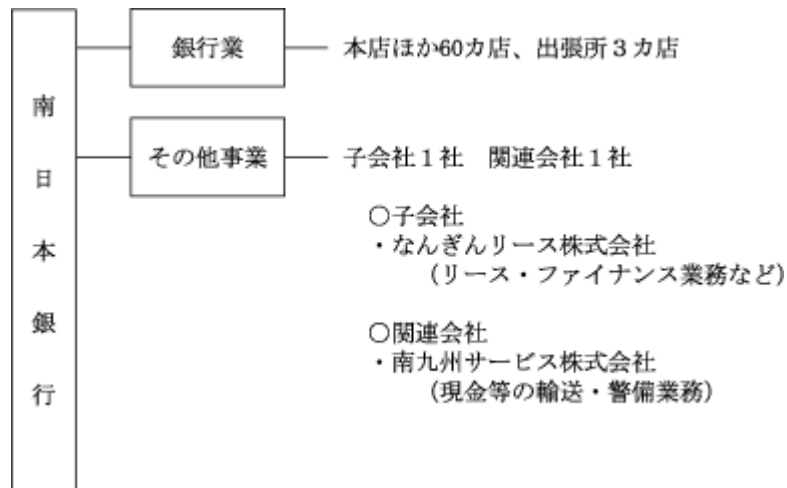 南日本銀行
銀行業
本店ほか60カ店、出張所３カ店
その他事業
子会社１社　関連会社１社
○子会社
・なんぎんリース株式会社
（リース・ファイナンス業務など）
○関連会社
・南九州サービス株式会社
（現金等の輸送・警備業務）